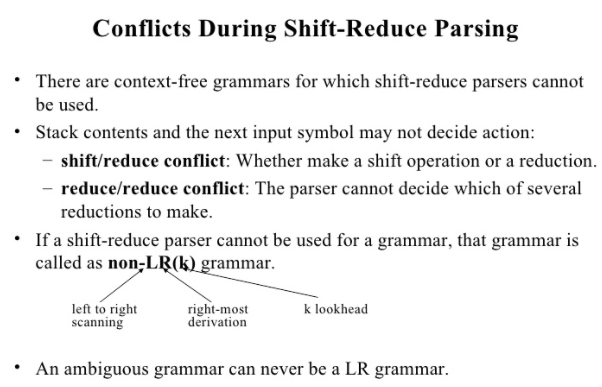 Conflicts During Shift-Reduce Parsing
• There are context-free grammars for which shift-reduce parsers cannot
be used.
• Stack contents and the next input symbol may not decide action:
– shift/reduce conflict: Whether make a shift operation or a reduction.
– reduce/reduce conflict: The parser cannot decide which of several
reductions to make.
• If a shift-reduce parser cannot be used for a grammar, that grammar is
called as non-LR(k) grammar.
left to right right-most k lookhead
scanning derivation
• An ambiguous grammar can never be a LR grammar.